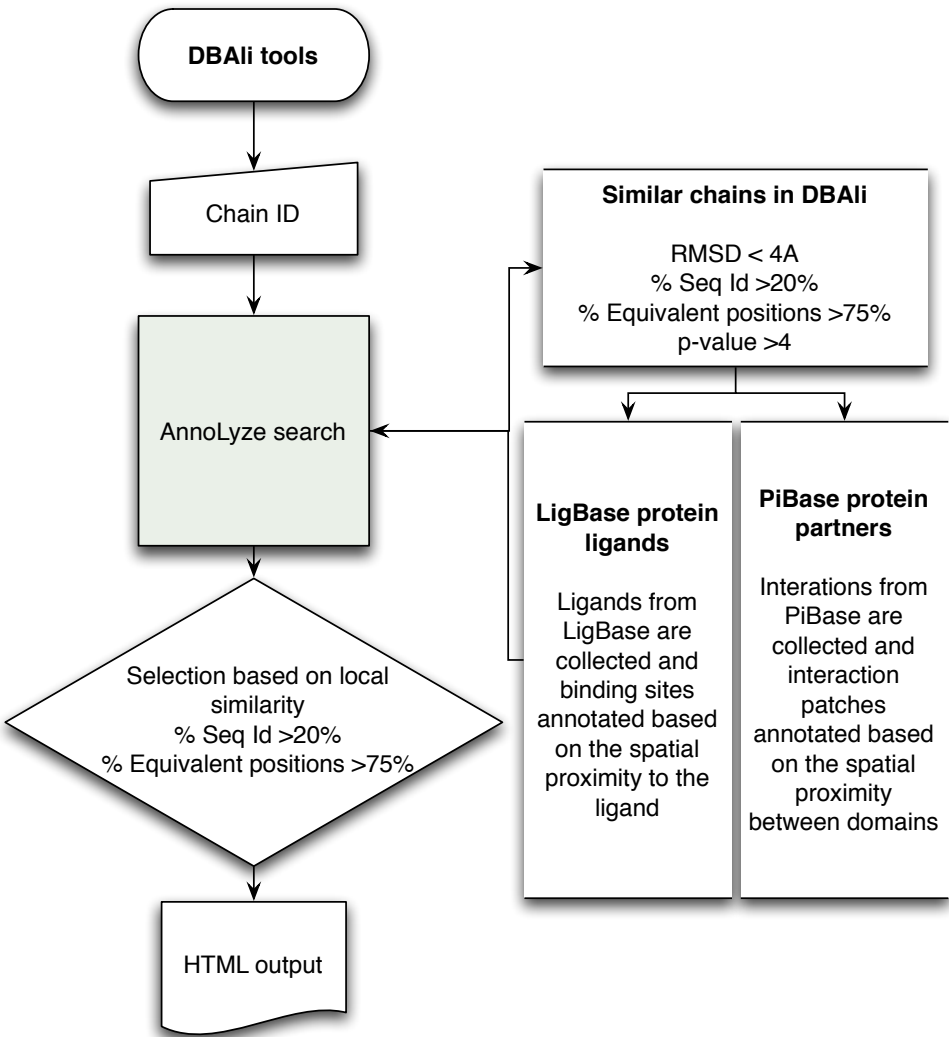 DBAli tools
Chain ID
AnnoLyze search
Selection based on local
similarity
% Seq Id >20%
% Equivalent positions >75%
HTML output
Similar chains in DBAli
RMSD < 4A
% Seq Id >20%
% Equivalent positions >75%
p-value >4
LigBase protein
ligands
Ligands from
LigBase are
collected and
binding sites
annotated based
on the spatial
proximity to the
ligand
PiBase protein
partners
Interations from
PiBase are
collected and
interaction
patches
annotated based
on the spatial
proximity
between domains